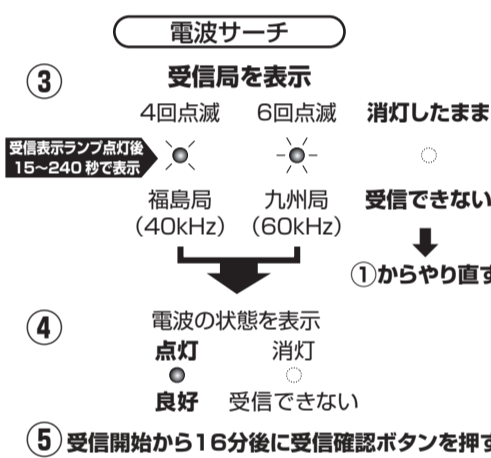 電波サーチ
③ 受信局を表示
4回点滅 6回点滅 消灯したまま
受信表示ランプ点灯後
15～240 秒で表示
福島局 九州局 受信できない
(40kHz) (60kHz)
①からやり直す
④ 電波の状態を表示
点灯 消灯
良好 受信できない
⑤ 受信開始から16分後に受信確認ボタンを押す